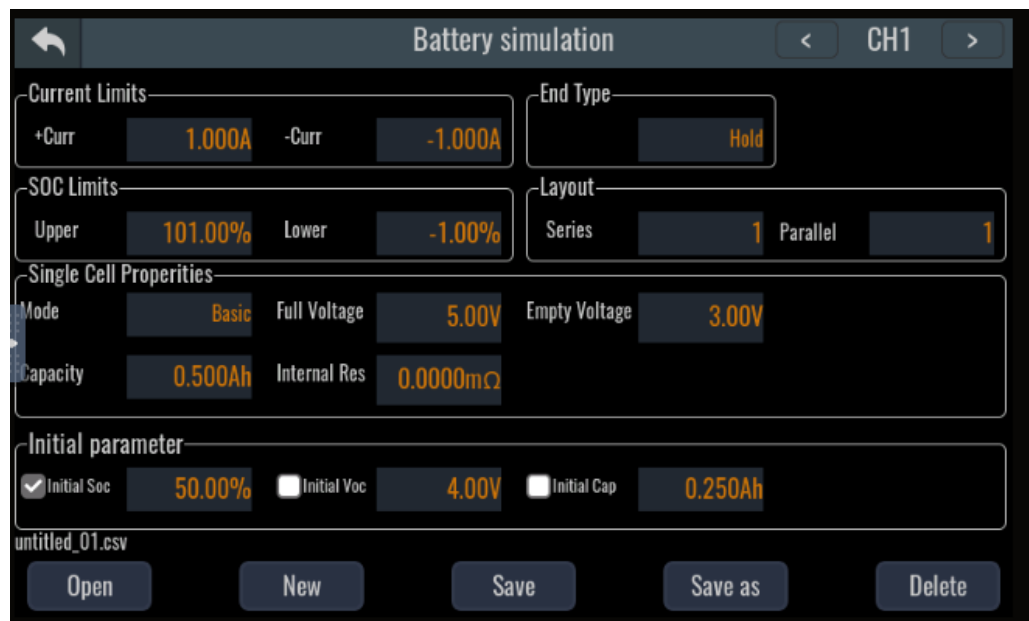 Battery simulation < CH1 >
Current Limits End Type
+Curr 1.000A -Curr -1.000A Hold
SOC Limits Layout
Upper 101.00% Lower -1.00% Series 1 Parallel 1
Single Cell Properities
Mode Basic Full Voltage 5.00V Empty Voltage 3.00V
Capacity 0.500Ah Internal Res 0.0000mΩ
Initial parameter
Initial Soc 50.00% Initial Voc 4.00V Initial Cap 0.250Ah
untitled_01.csv
Open New Save Save as Delete